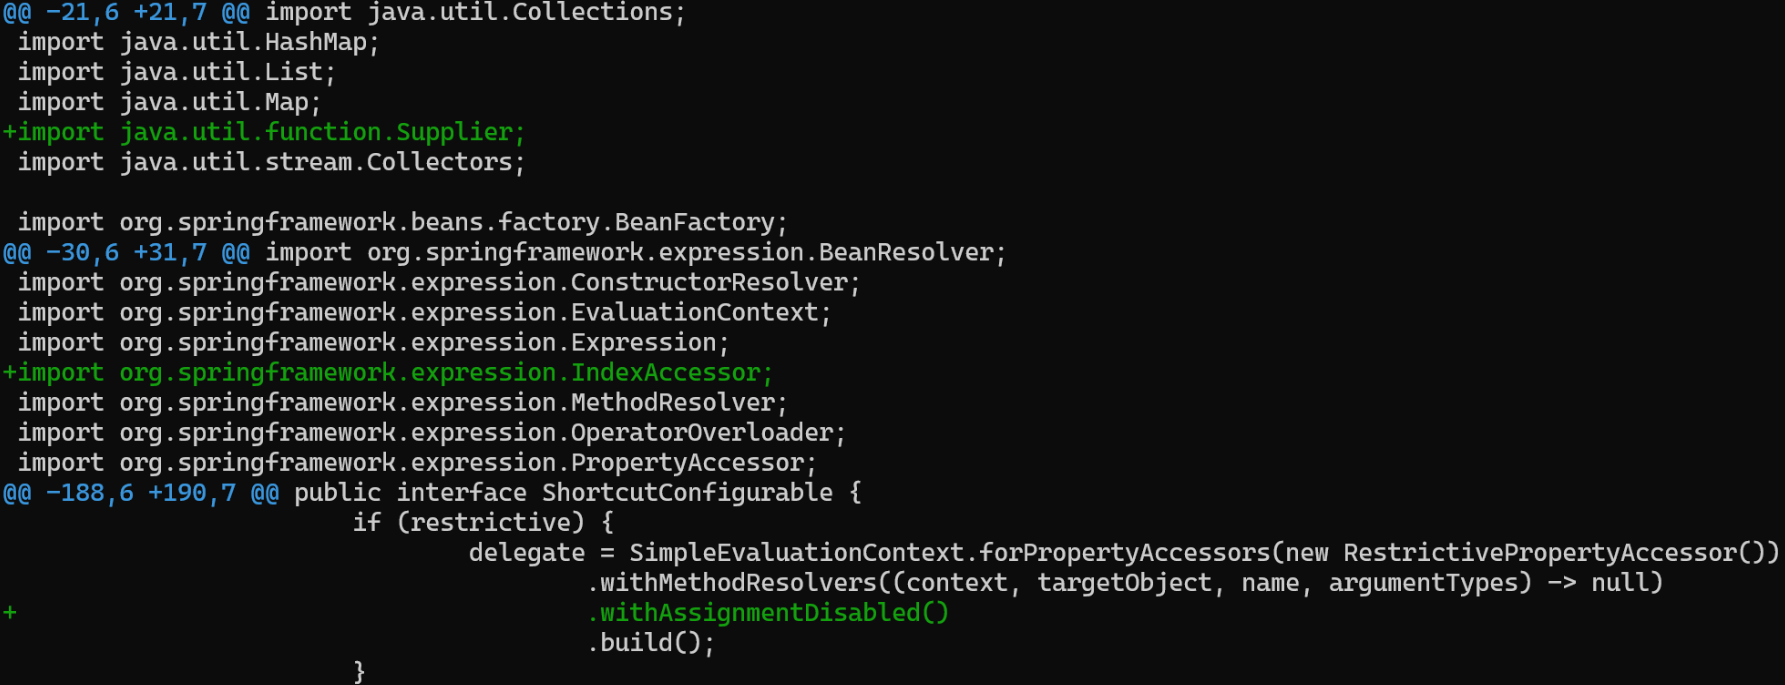 @@ -21,6 +21,7 @@ import java.util.Collections;
 import java.util.HashMap;
 import java.util.List;
 import java.util.Map;
+import java.util.function.Supplier;
 import java.util.stream.Collectors;

 import org.springframework.beans.factory.BeanFactory;
@@ -30,6 +31,7 @@ import org.springframework.expression.BeanResolver;
 import org.springframework.expression.ConstructorResolver;
 import org.springframework.expression.EvaluationContext;
 import org.springframework.expression.Expression;
+import org.springframework.expression.IndexAccessor;
 import org.springframework.expression.MethodResolver;
 import org.springframework.expression.OperatorOverloader;
 import org.springframework.expression.PropertyAccessor;
@@ -188,6 +190,7 @@ public interface ShortcutConfigurable {
                        if (restrictive) {
                                delegate = SimpleEvaluationContext.forPropertyAccessors(new RestrictivePropertyAccessor())
                                        .withMethodResolvers((context, targetObject, name, argumentTypes) -> null)
+                                       .withAssignmentDisabled()
                                        .build();
                        }